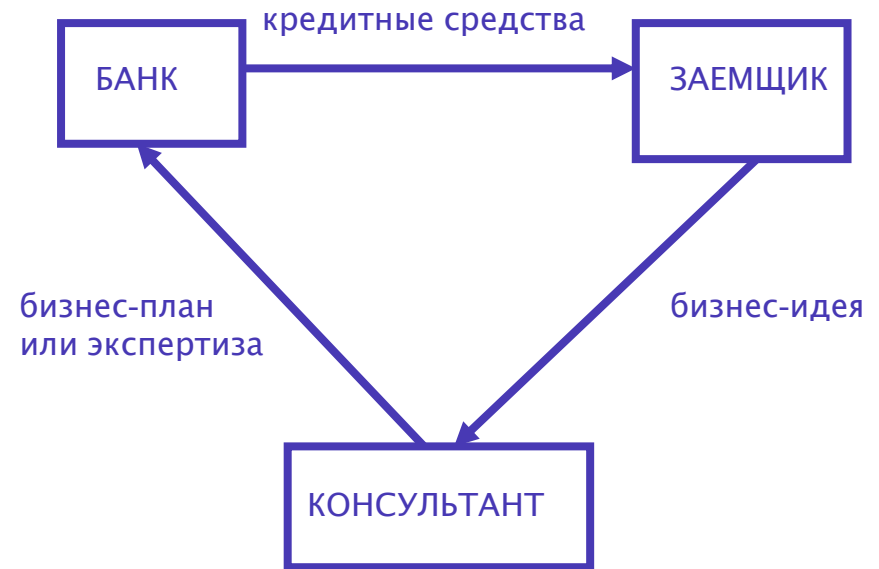 кредитные средства
БАНК
ЗАЕМЩИК
бизнес-план
или экспертиза
бизнес-идея
КОНСУЛЬТАНТ